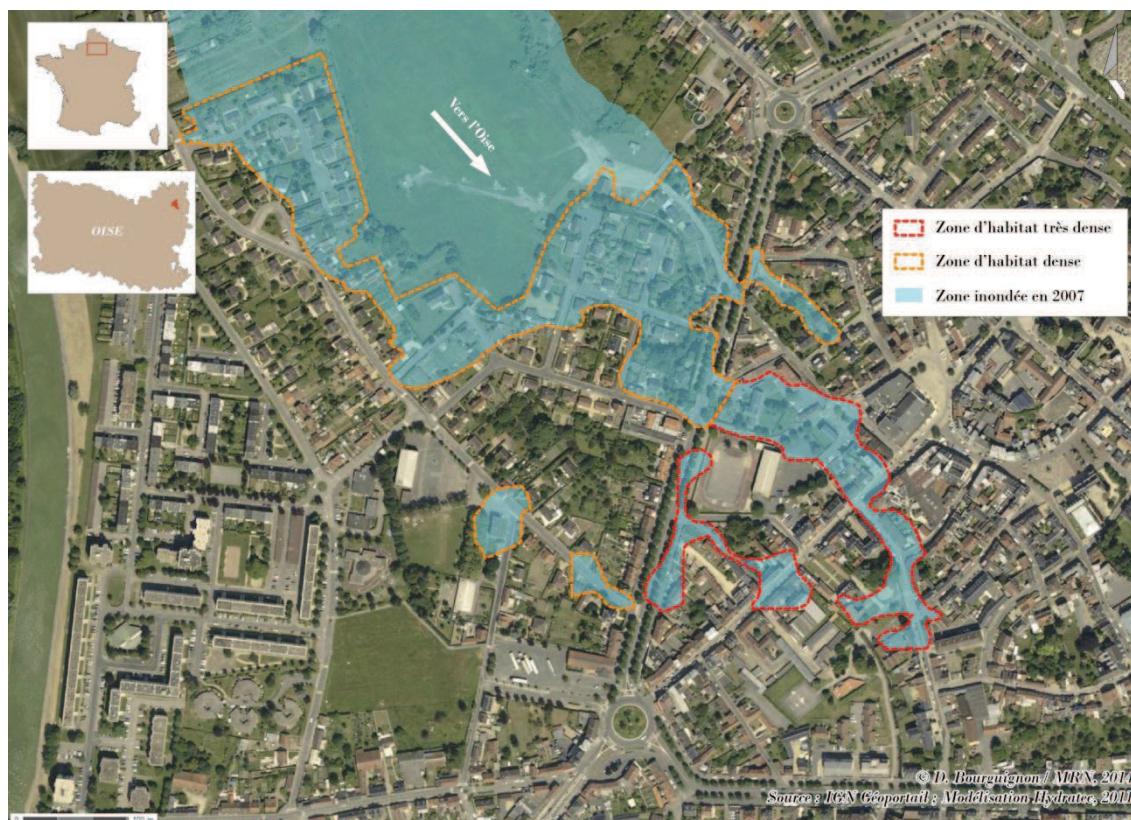 OISE
Vers l'Oise
Zone d'habitat très dense
Zone d'habitat dense
Zone inondée en 2007
© D. Bourguignon / MRN, 2014
Source : IGN Géoportail ; Modélisation Hydratec, 2011
0